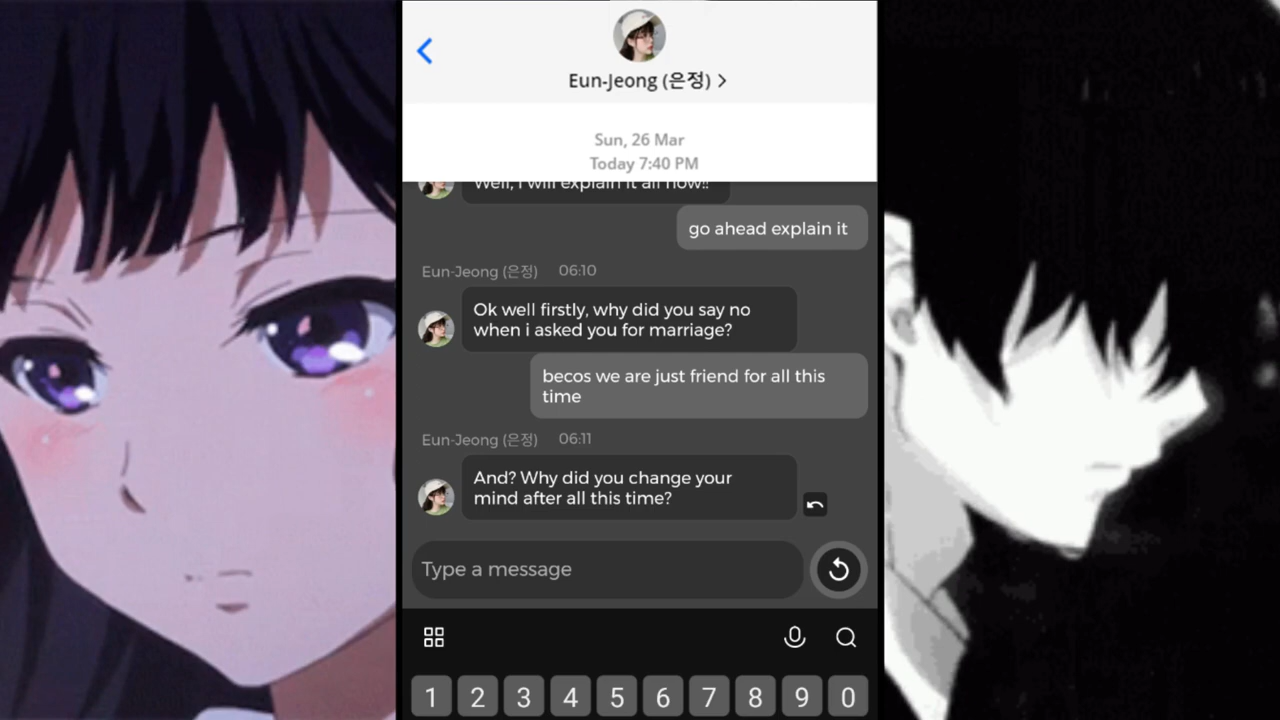 Eun-Jeong (은정)
Sun, 26 Mar
Today 7:40 PM
Well, i will explain it all now!!
go ahead explain it
Eun-Jeong (은정) 06:10
Ok well firstly, why did you say no
when i asked you for marriage?
becos we are just friend for all this
time
Eun-Jeong (은정) 06:11
And? Why did you change your
mind after all this time?
Type a message
1 2 3 4 5 6 7 8 9 0